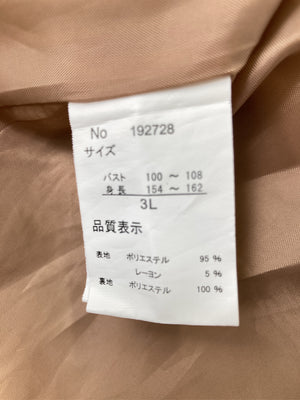 No 192728
サイズ
バスト 100 ～ 108
身長 154 ～ 162
3L
品質表示
表地 ポリエステル 95 %
レーヨン 5 %
裏地 ポリエステル 100 %